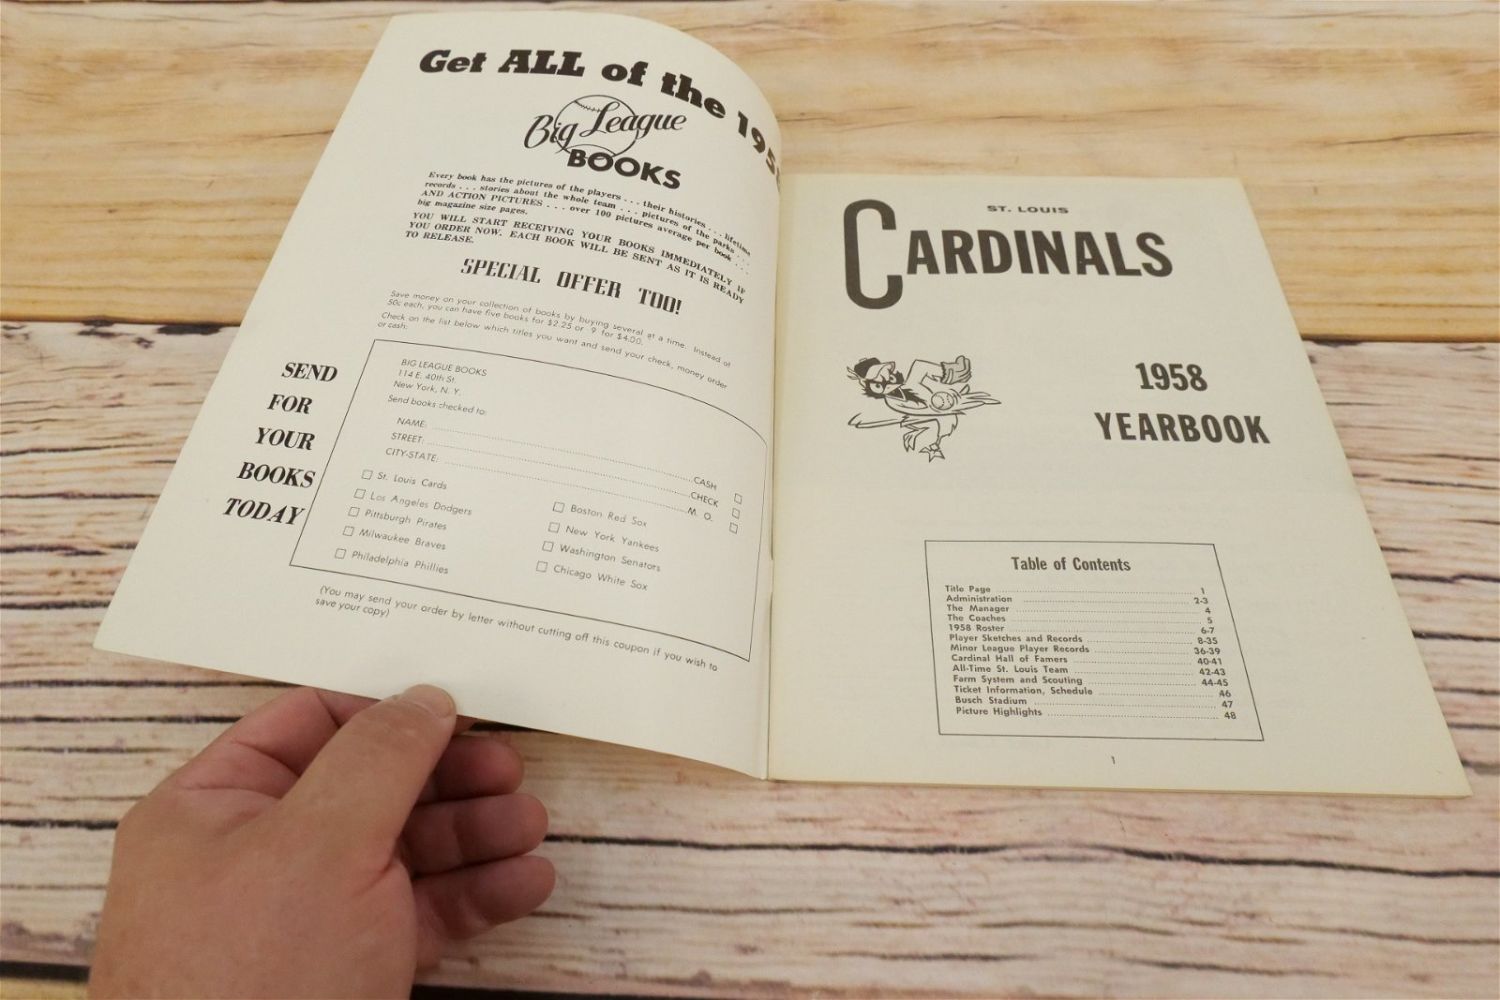 Get ALL of the 195
Big League
BOOKS
Every book has the pictures of the players . . . their histories . . . lifetime
records . . . stories about the whole team . . . pictures of the parks . . .
AND ACTION PICTURES . . . over 100 pictures average per book . . .
big magazine size pages.
YOU WILL START RECEIVING YOUR BOOKS IMMEDIATELY IF
YOU ORDER NOW. EACH BOOK WILL BE SENT AS IT IS READY
TO RELEASE.
SPECIAL OFFER TOO!
Save money on your collection of books by buying several at a time. Instead of
50c each, you can have five books for $2.25 or 9 for $4.00.
Check on the list below which titles you want and send your check, money order
or cash:
SEND
FOR
YOUR
BOOKS
TODAY
BIG LEAGUE BOOKS
114 E. 40th St.
New York, N. Y.
Send books checked to:
NAME:
STREET:
CITY-STATE:
CASH
CHECK
M. O.
St. Louis Cards
Los Angeles Dodgers
Pittsburgh Pirates
Milwaukee Braves
Philadelphia Phillies
Boston Red Sox
New York Yankees
Washington Senators
Chicago White Sox
(You may send your order by letter without cutting off this coupon if you wish to
save your copy)
ST. LOUIS
CARDINALS
1958
YEARBOOK
Table of Contents
Title Page 1
Administration 2-3
The Manager 4
The Coaches 5
1958 Roster 6-7
Player Sketches and Records 8-35
Minor League Player Records 36-39
Cardinal Hall of Famers 40-41
All-Time St. Louis Team 42-43
Farm System and Scouting 44-45
Ticket Information, Schedule 46
Busch Stadium 47
Picture Highlights 48
1